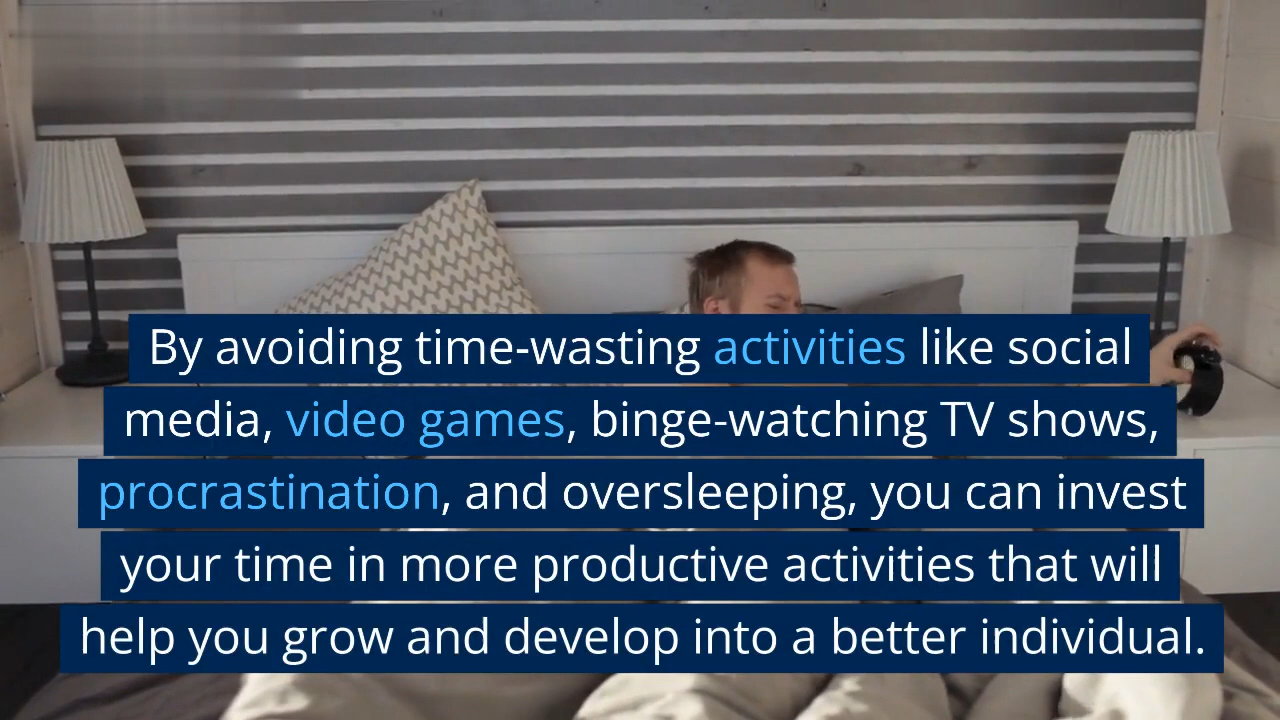 By avoiding time-wasting activities like social
media, video games, binge-watching TV shows,
procrastination, and oversleeping, you can invest
your time in more productive activities that will
help you grow and develop into a better individual.